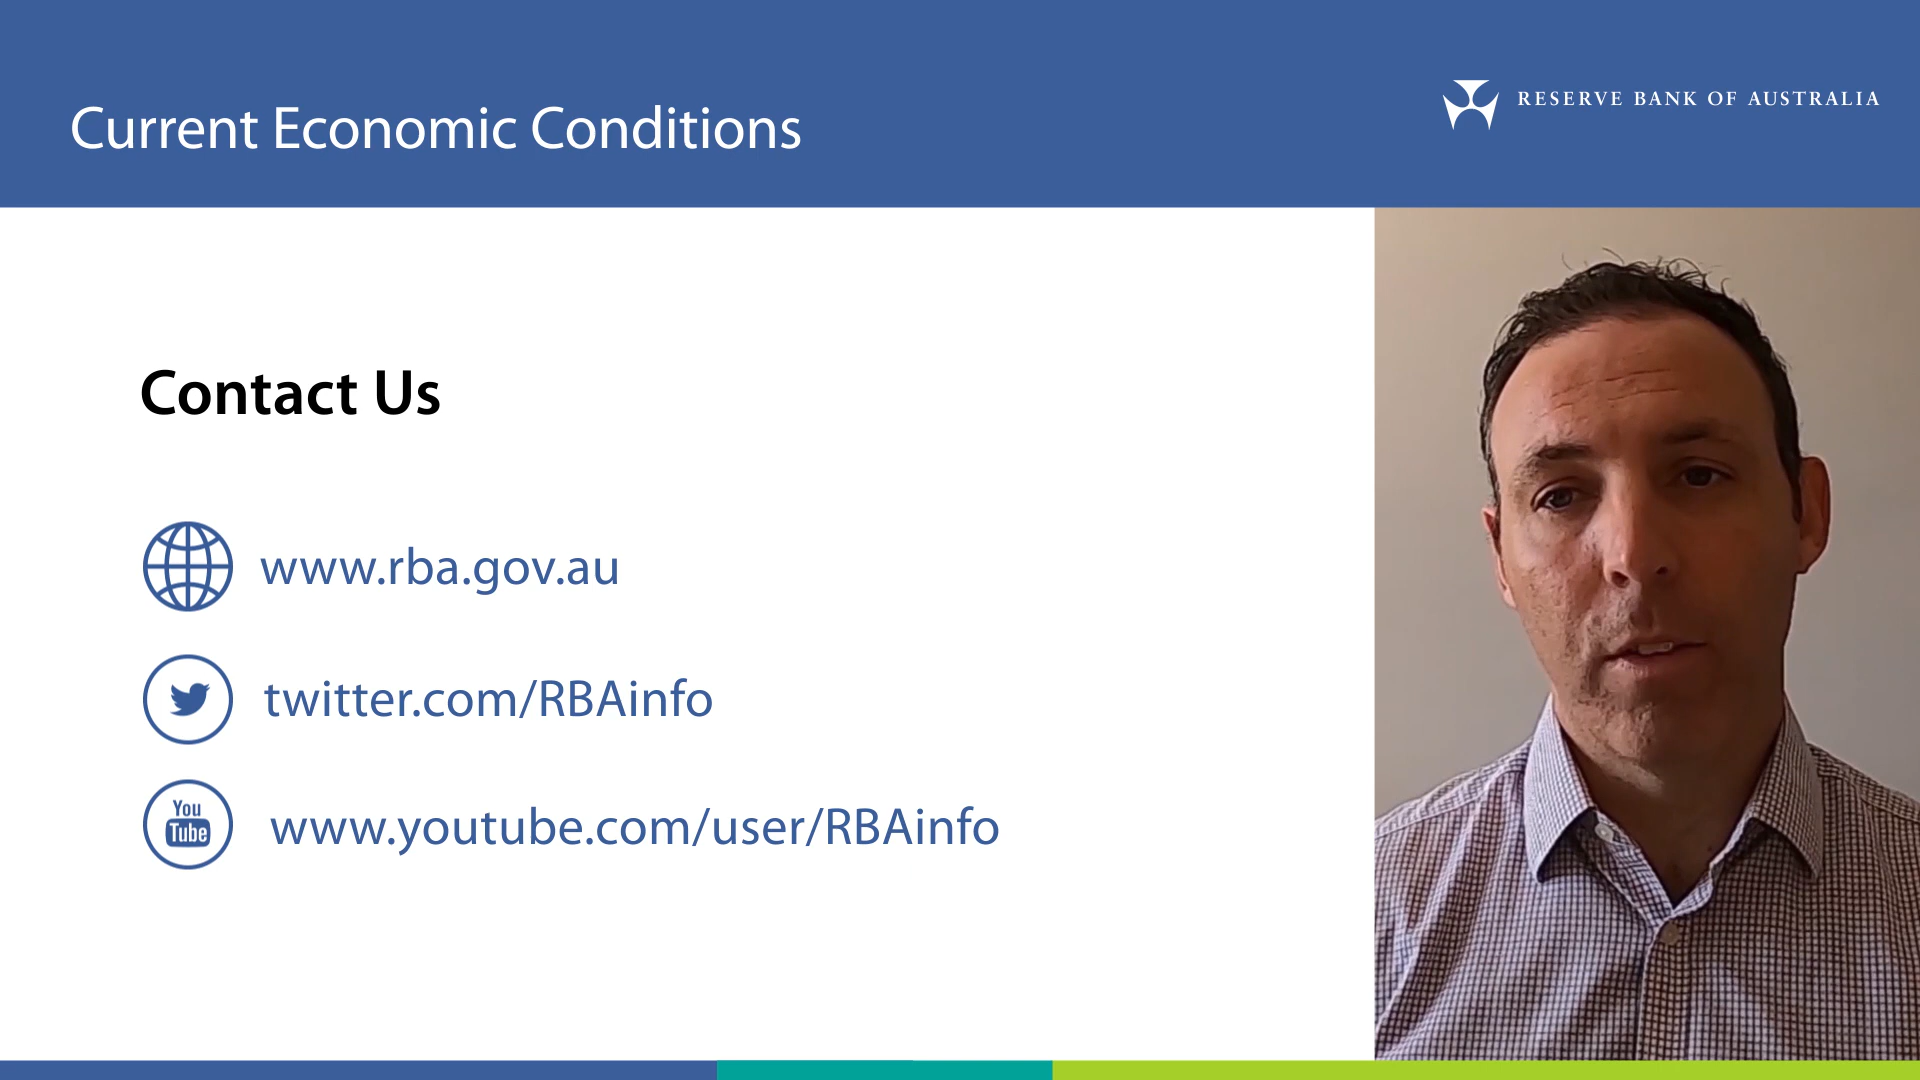 Current Economic Conditions
RESERVE BANK OF AUSTRALIA
Contact Us
www.rba.gov.au
twitter.com/RBAinfo
You
Tube
www.youtube.com/user/RBAinfo